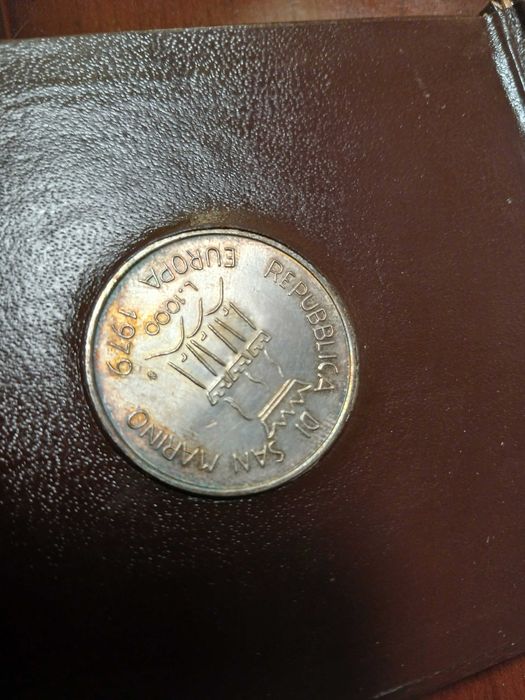 REPUBBLICA DI SAN MARINO
L.1000
EUROPA 1979